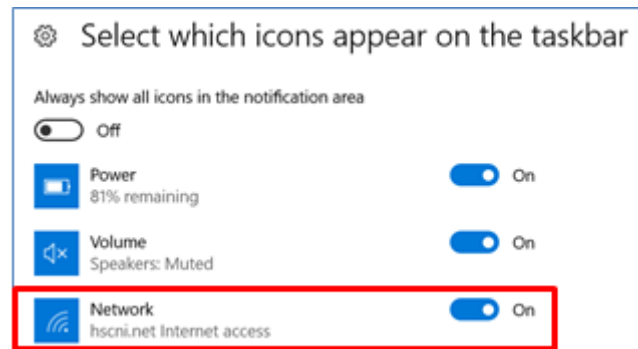 Select which icons appear on the taskbar
Always show all icons in the notification area
Off
Power
On
81% remaining
Volume
On
Speakers: Muted
Network
On
hscni.net Internet access